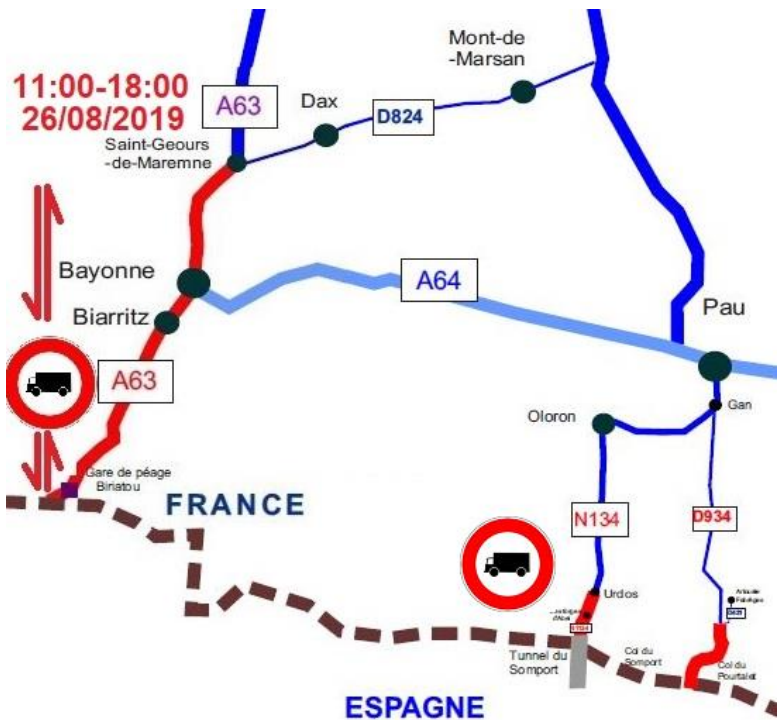 Mont-de
-Marsan
11:00-18:00
26/08/2019
A63
Dax
D824
Saint-Geours
-de-Maremne
Bayonne
A64
Biarritz
Pau
A63
Gan
Oloron
Gare de péage
Biriatou
FRANCE
N134
D934
Urdos
Tunnel du
Somport
Col du
Somport
Col du
Pourtalet
ESPAGNE